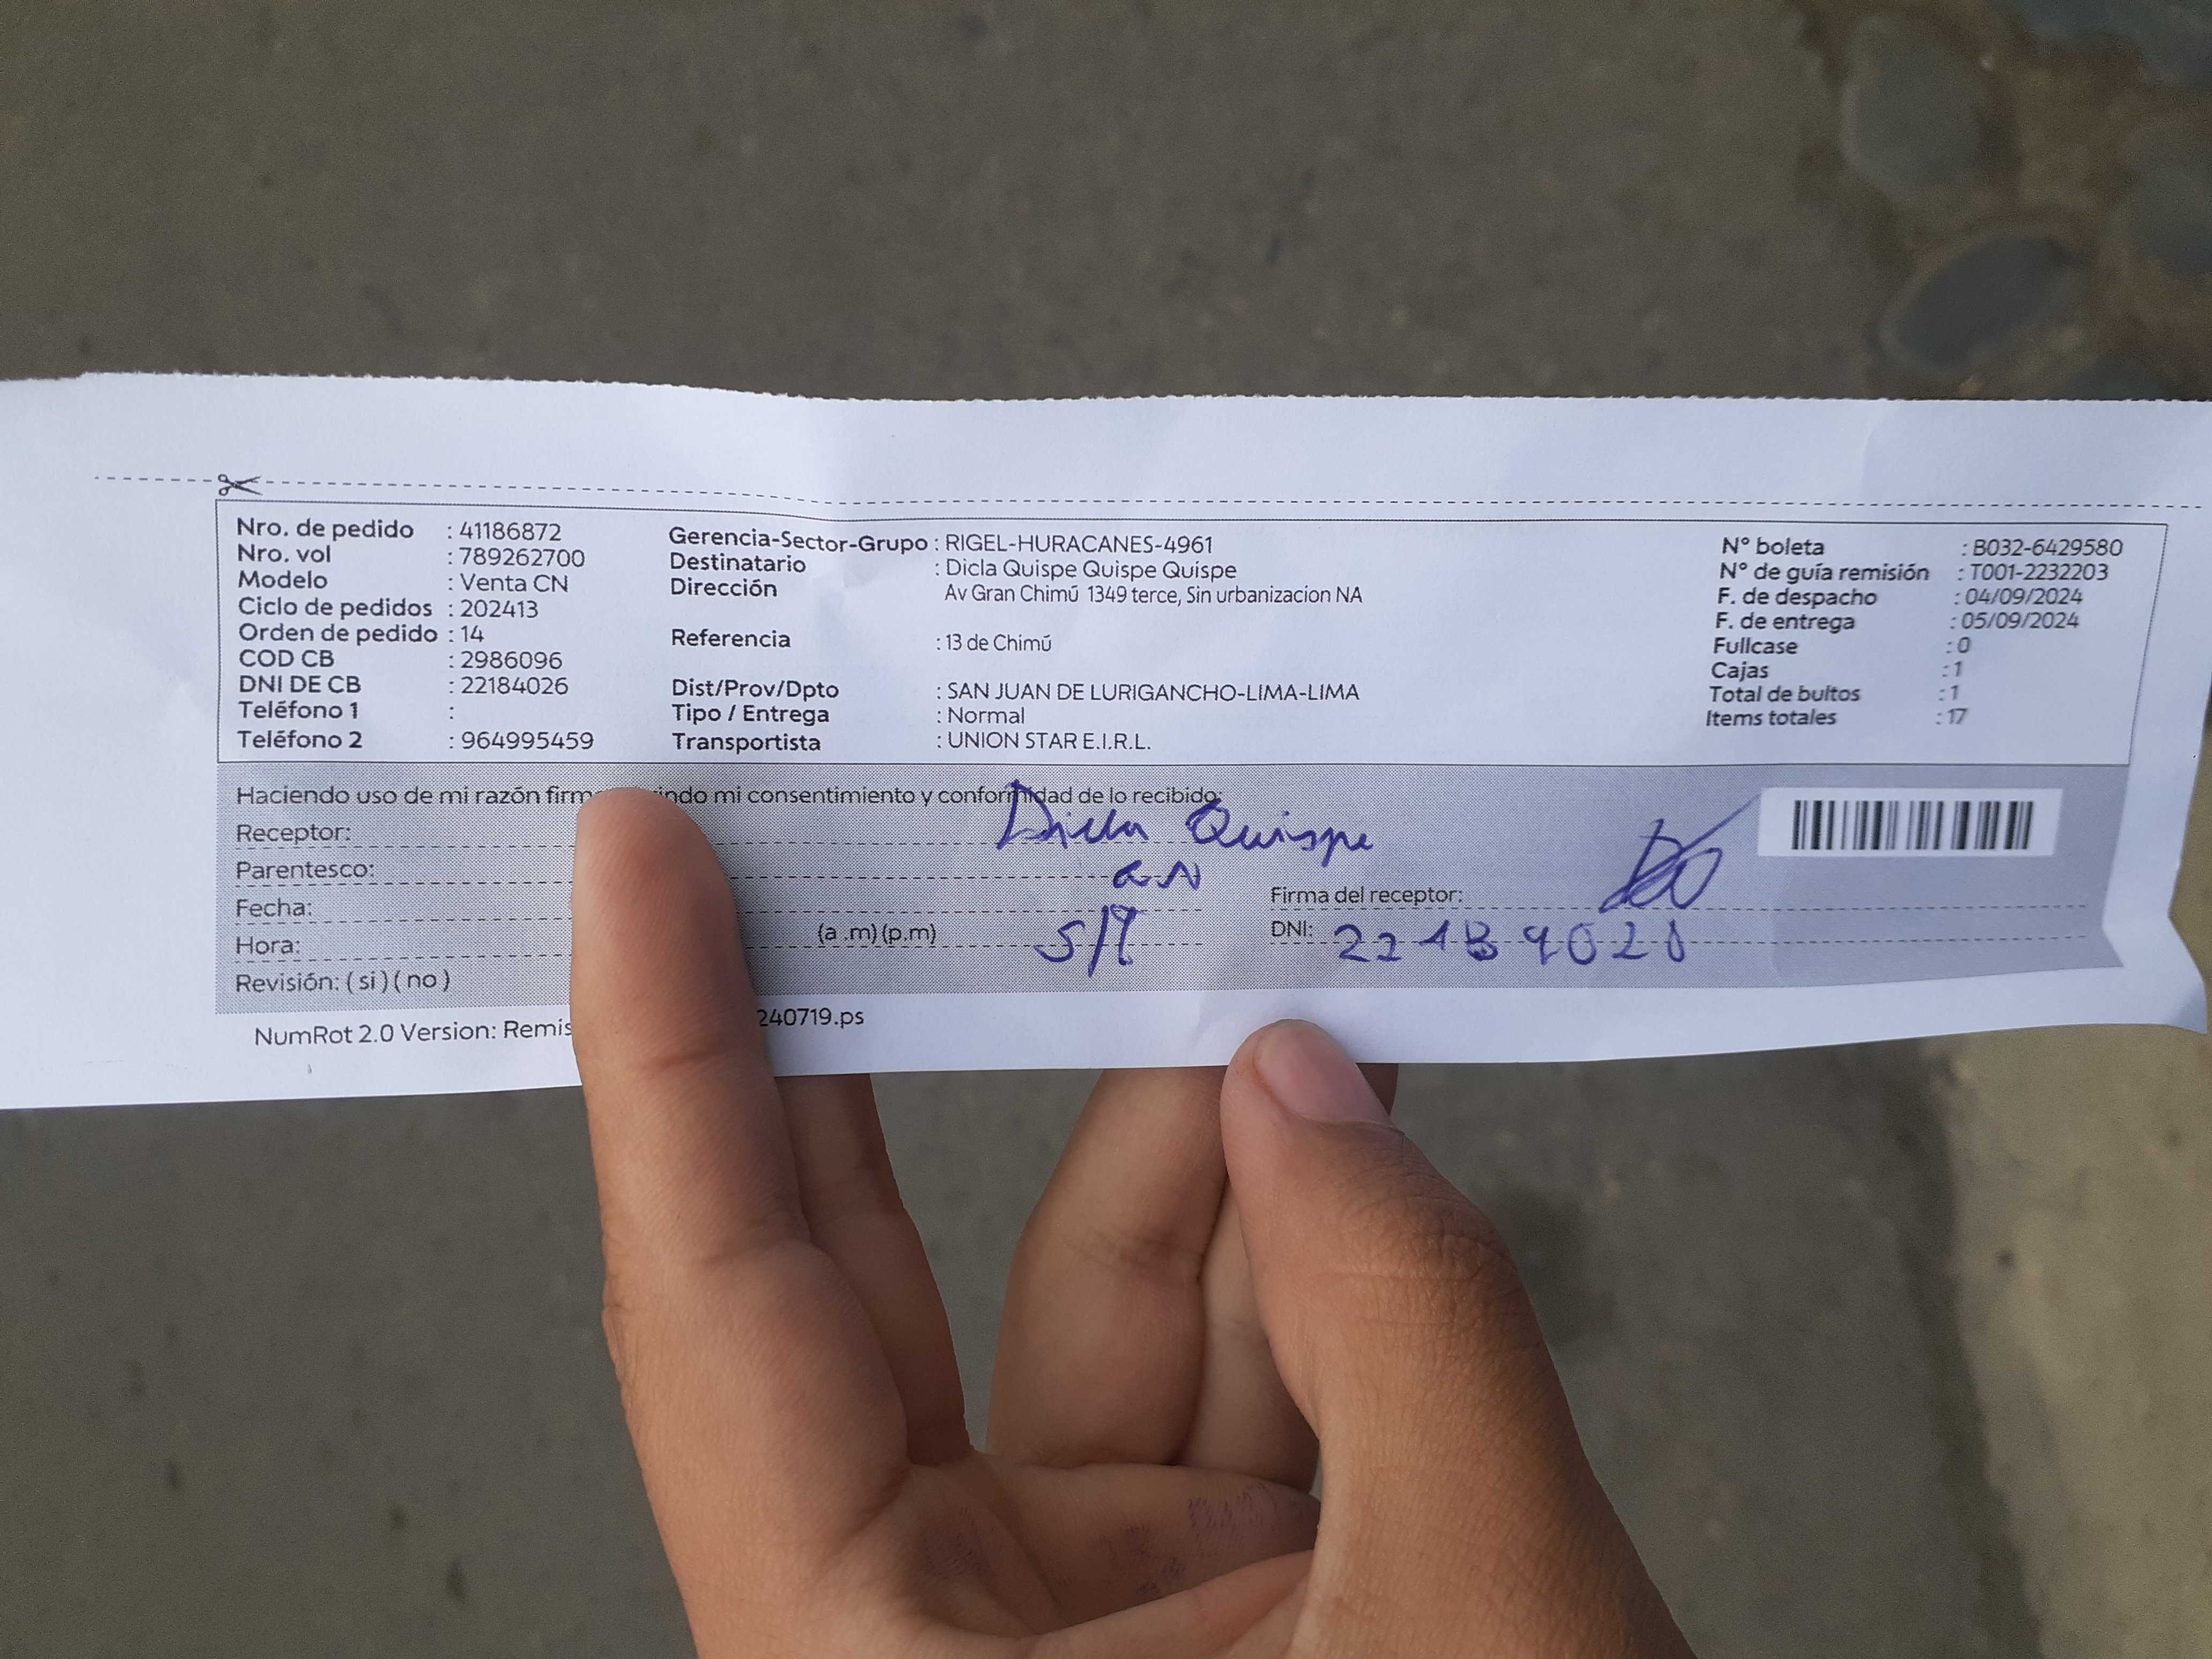 Nro. de pedido : 41186872
Nro. vol : 789262700
Modelo : Venta CN
Ciclo de pedidos : 202413
Orden de pedido : 14
COD CB : 2986096
DNI DE CB : 22184026
Teléfono 1 :
Teléfono 2 : 964995459
Gerencia-Sector-Grupo : RIGEL-HURACANES-4961
Destinatario : Dicla Quispe Quispe Quispe
Dirección Av Gran Chimú 1349 terce, Sin urbanizacion NA
Referencia : 13 de Chimú
Dist/Prov/Dpto : SAN JUAN DE LURIGANCHO-LIMA-LIMA
Tipo / Entrega : Normal
Transportista : UNION STAR E.I.R.L.
N° boleta : B032-6429580
N° de guía remisión : T001-2232203
F. de despacho : 04/09/2024
F. de entrega : 05/09/2024
Fullcase : 0
Cajas : 1
Total de bultos : 1
Items totales : 17
Haciendo uso de mi razón mi consentimiento y conformidad de lo recibido:
Receptor: Dicla Quispe
Parentesco:
Fecha: 5/9
Hora: (a .m) (p.m)
Revisión: ( si ) ( no )
Firma del receptor:
DNI:
NumRot 2.0 Version: 240719.ps